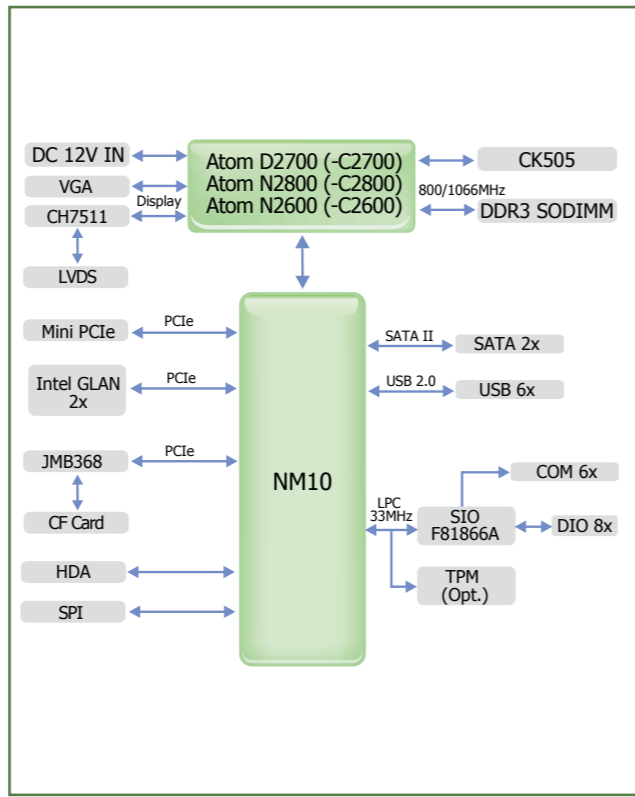 DC 12V IN
VGA
CH7511
Display
LVDS
Atom D2700 (-C2700)
Atom N2800 (-C2800)
Atom N2600 (-C2600)
CK505
800/1066MHz
DDR3 SODIMM
Mini PCIe
PCIe
Intel GLAN
2x
PCIe
JMB368
PCIe
CF Card
HDA
SPI
NM10
SATA II
SATA 2x
USB 2.0
USB 6x
COM 6x
LPC
33MHz
SIO
F81866A
DIO 8x
TPM
(Opt.)